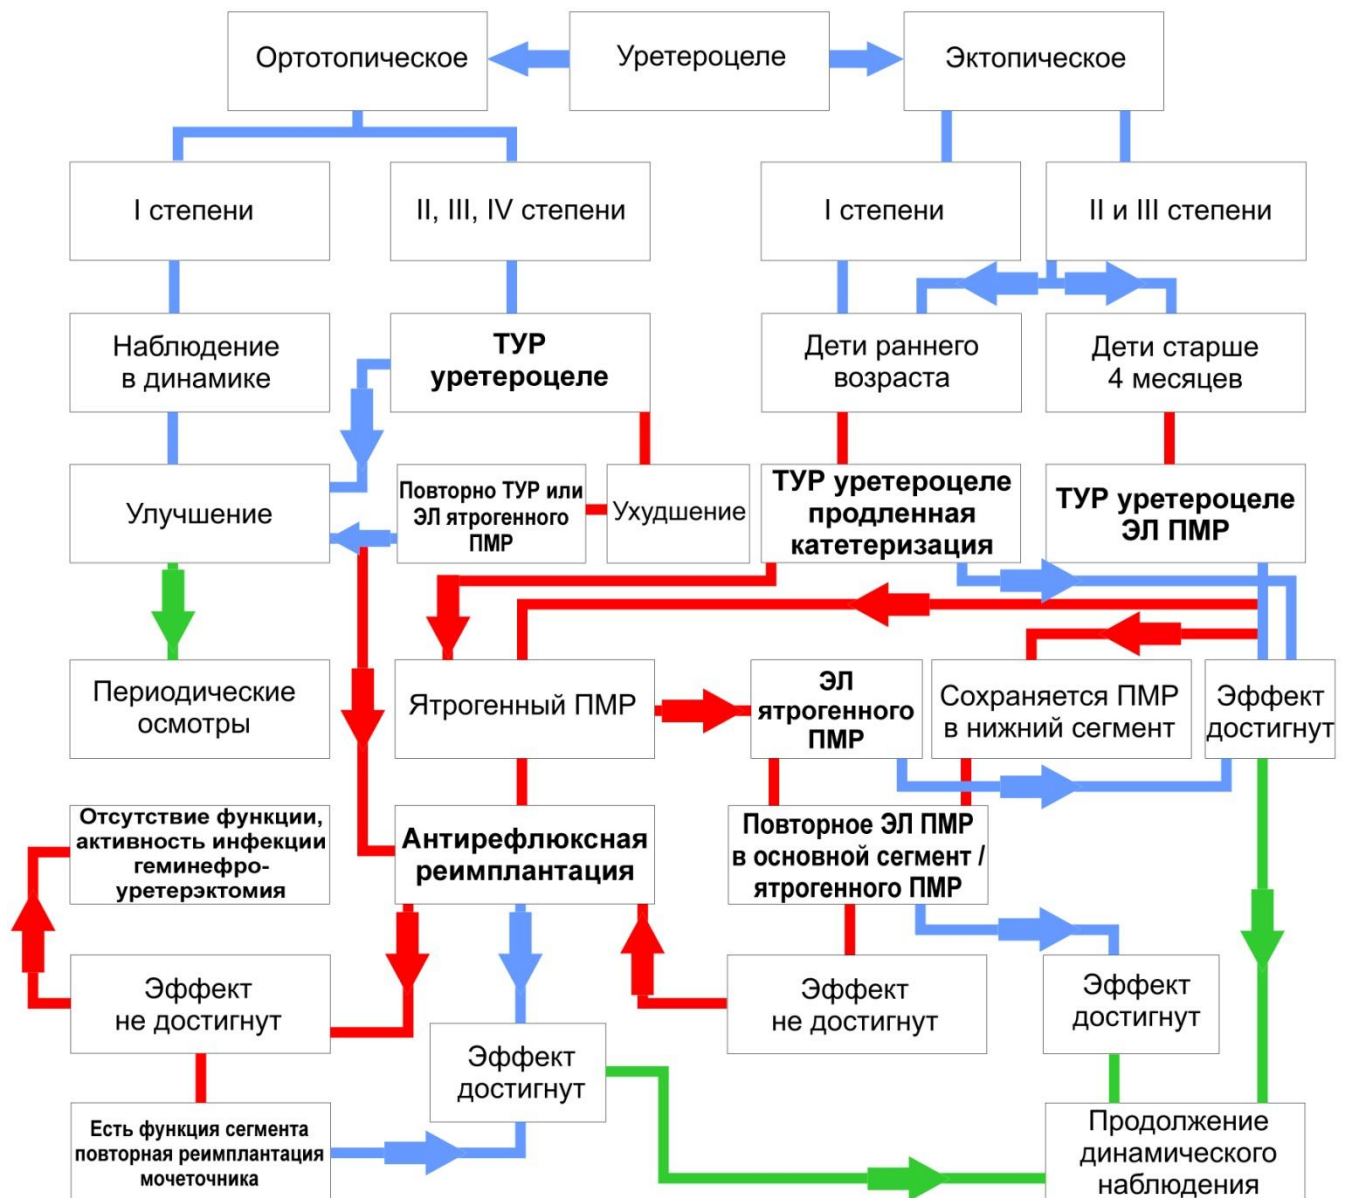 Ортотопическое
Уретероцеле
Эктопическое
I степени
II, III, IV степени
I степени
II и III степени
Наблюдение
в динамике
ТУР
уретероцеле
Дети раннего
возраста
Дети старше
4 месяцев
Улучшение
Повторно ТУР или
ЭЛ ятрогенного
ПМР
Ухудшение
ТУР уретероцеле
продленная
катетеризация
ТУР уретероцеле
ЭЛ ПМР
Периодические
осмотры
Ятрогенный ПМР
ЭЛ
ятрогенного
ПМР
Сохраняется ПМР
в нижний сегмент
Эффект
достигнут
Отсутствие функции,
активность инфекции
геминефро-
уретерэктомия
Антирефлюксная
реимплантация
Повторное ЭЛ ПМР
в основной сегмент /
ятрогенного ПМР
Эффект
не достигнут
Эффект
достигнут
Эффект
не достигнут
Эффект
достигнут
Есть функция сегмента
повторная реимплантация
мочеточника
Продолжение
динамического
наблюдения